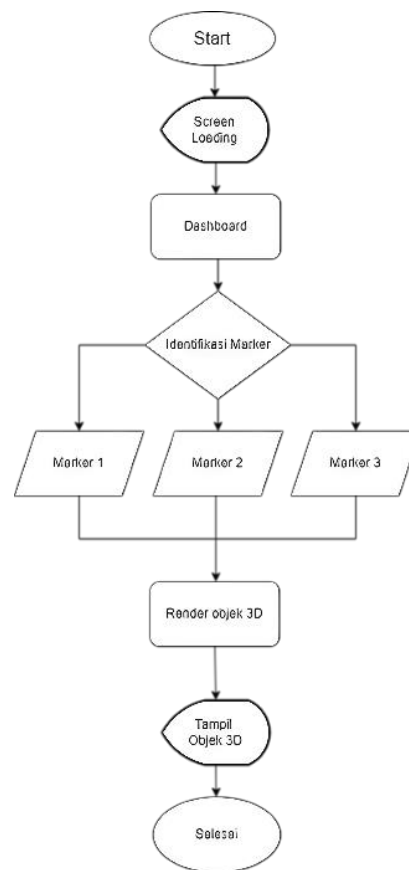 Start
Screen
Loading
Dashboard
Identifikasi Marker
Marker 1
Marker 2
Marker 3
Render objek 3D
Tampil
Objek 3D
Selesai